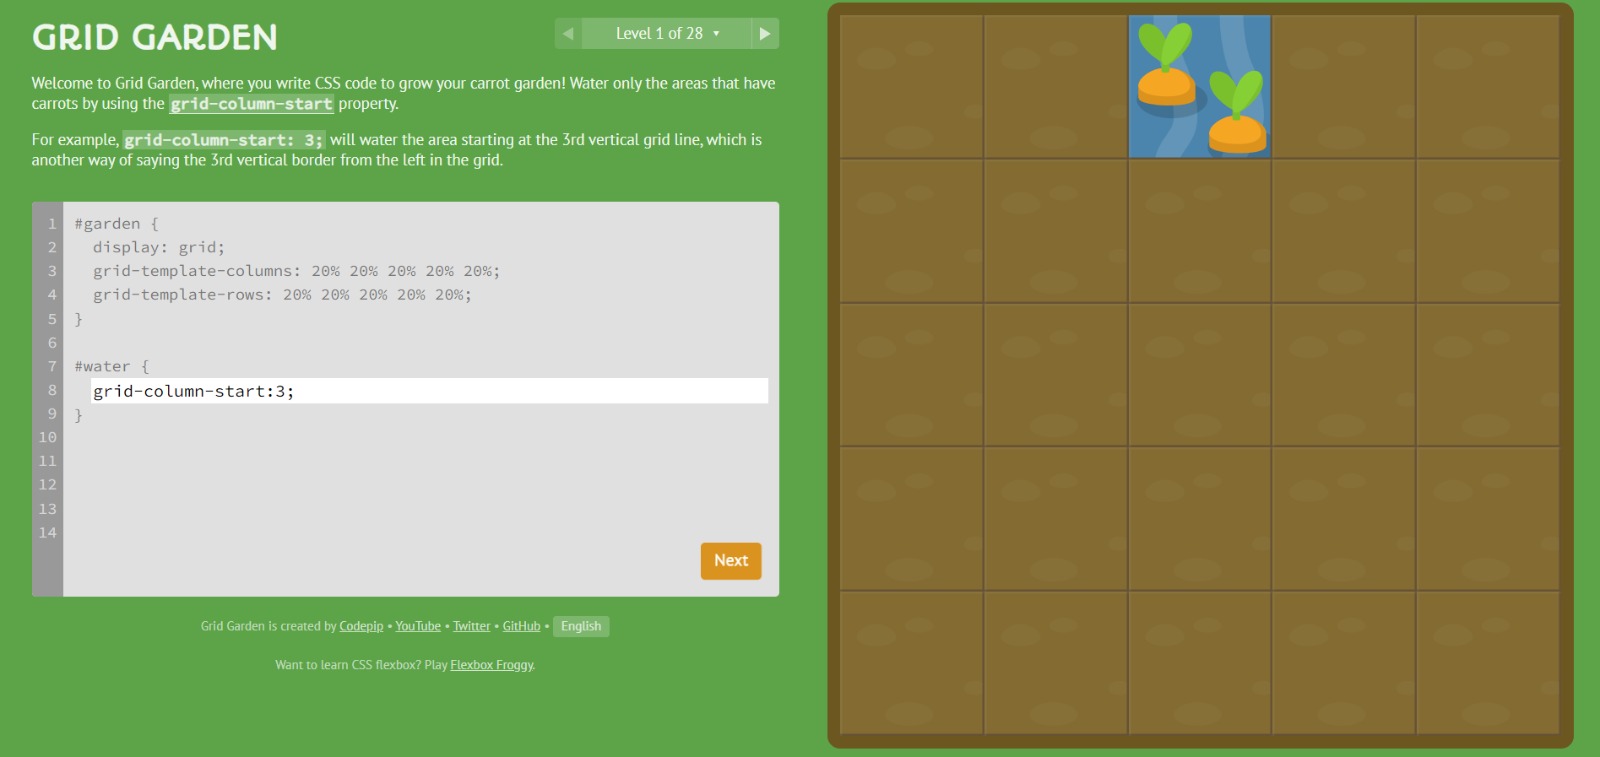 GRID GARDEN
◀ Level 1 of 28 ▾ ▶
Welcome to Grid Garden, where you write CSS code to grow your carrot garden! Water only the areas that have
carrots by using the grid-column-start property.
For example, grid-column-start: 3; will water the area starting at the 3rd vertical grid line, which is
another way of saying the 3rd vertical border from the left in the grid.
1 #garden {
2   display: grid;
3   grid-template-columns: 20% 20% 20% 20% 20%;
4   grid-template-rows: 20% 20% 20% 20% 20%;
5 }
6
7 #water {
8   grid-column-start:3;
9 }
10
11
12
13
14
Next
Grid Garden is created by Codepip • YouTube • Twitter • GitHub • English
Want to learn CSS flexbox? Play Flexbox Froggy.